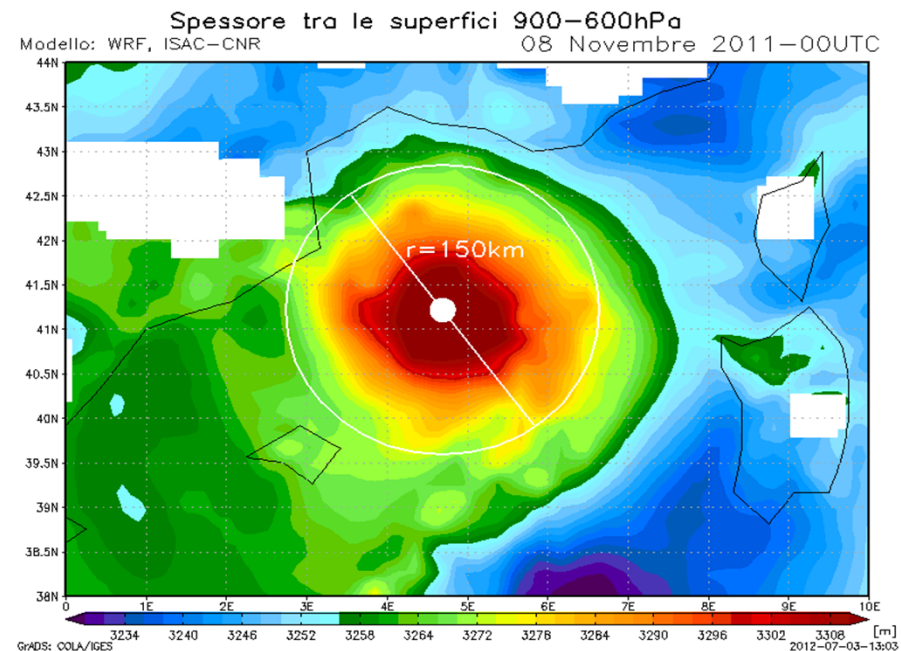 Spessore tra le superfici 900-600hPa
Modello: WRF, ISAC-CNR
08 Novembre 2011-00UTC
44N
43.5N
43N
42.5N
42N
r=150km
41.5N
41N
40.5N
40N
39.5N
39N
38.5N
38N
0 1E 2E 3E 4E 5E 6E 7E 8E 9E 10E
3234 3240 3246 3252 3258 3264 3272 3278 3284 3290 3296 3302 3308 [m]
GrADS: COLA/IGES
2012-07-03-13:03